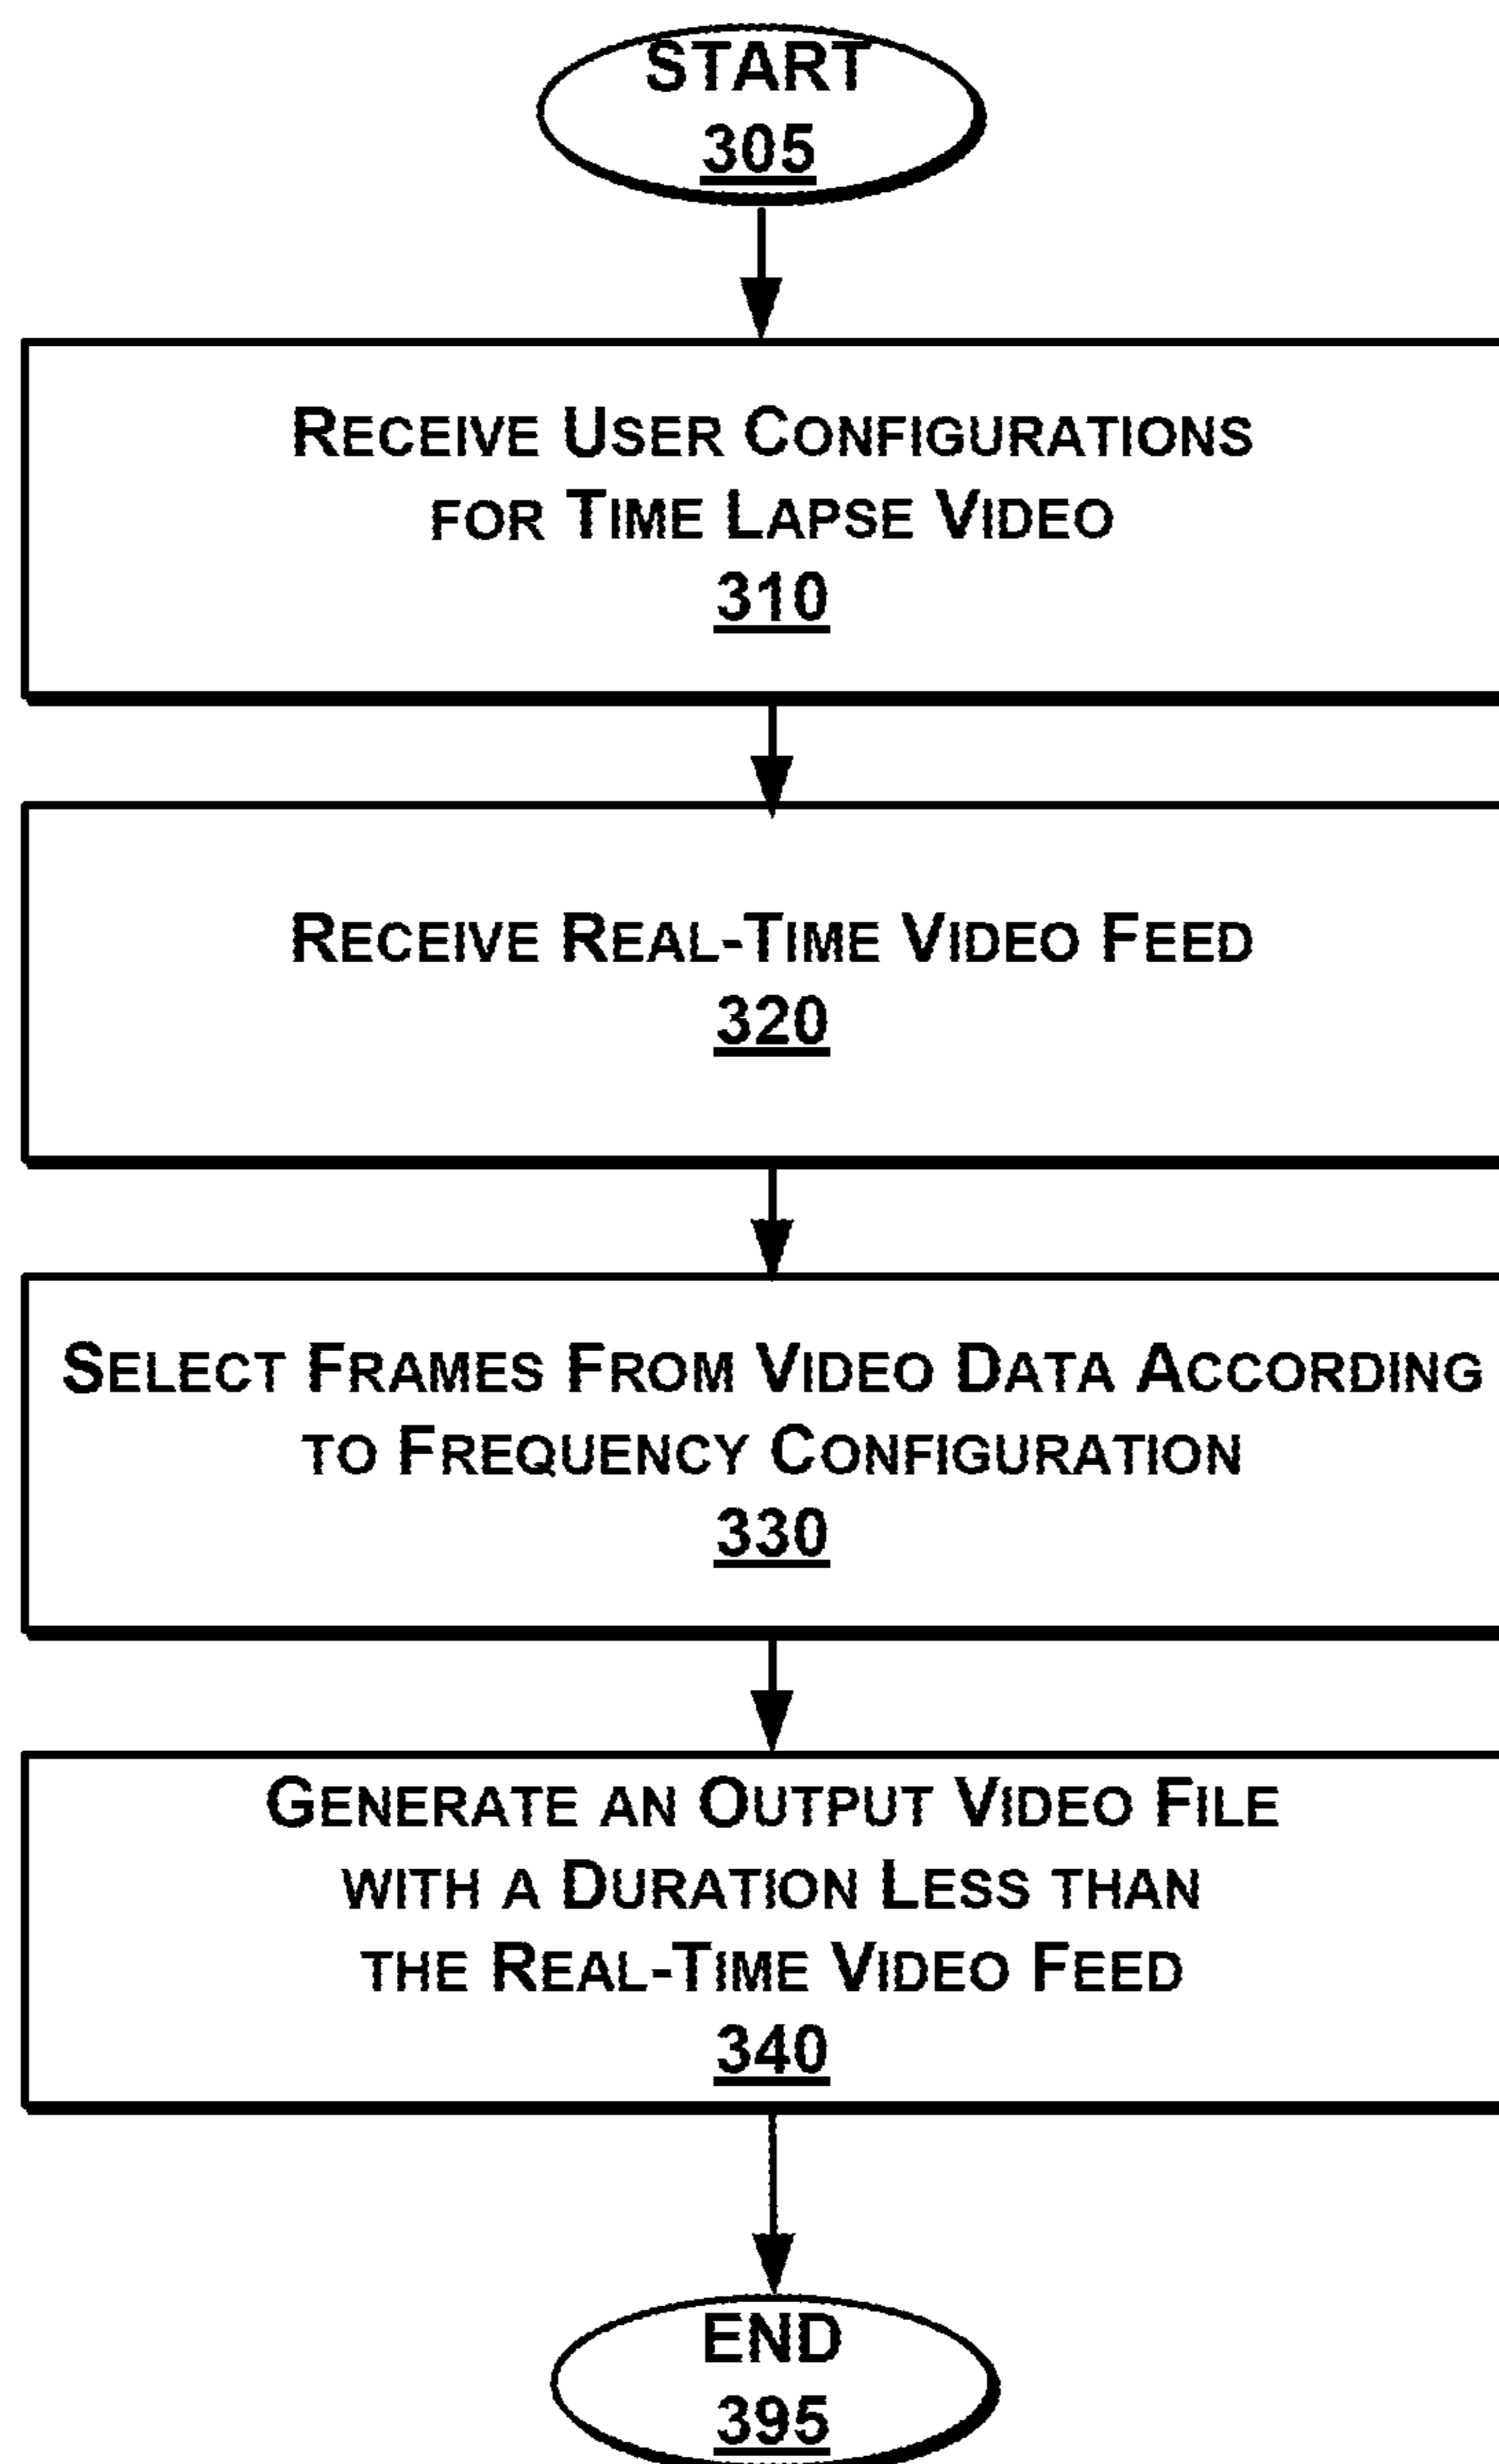 START
305
RECEIVE USER CONFIGURATIONS
FOR TIME LAPSE VIDEO
310
RECEIVE REAL-TIME VIDEO FEED
320
SELECT FRAMES FROM VIDEO DATA ACCORDING
TO FREQUENCY CONFIGURATION
330
GENERATE AN OUTPUT VIDEO FILE
WITH A DURATION LESS THAN
THE REAL-TIME VIDEO FEED
340
END
395